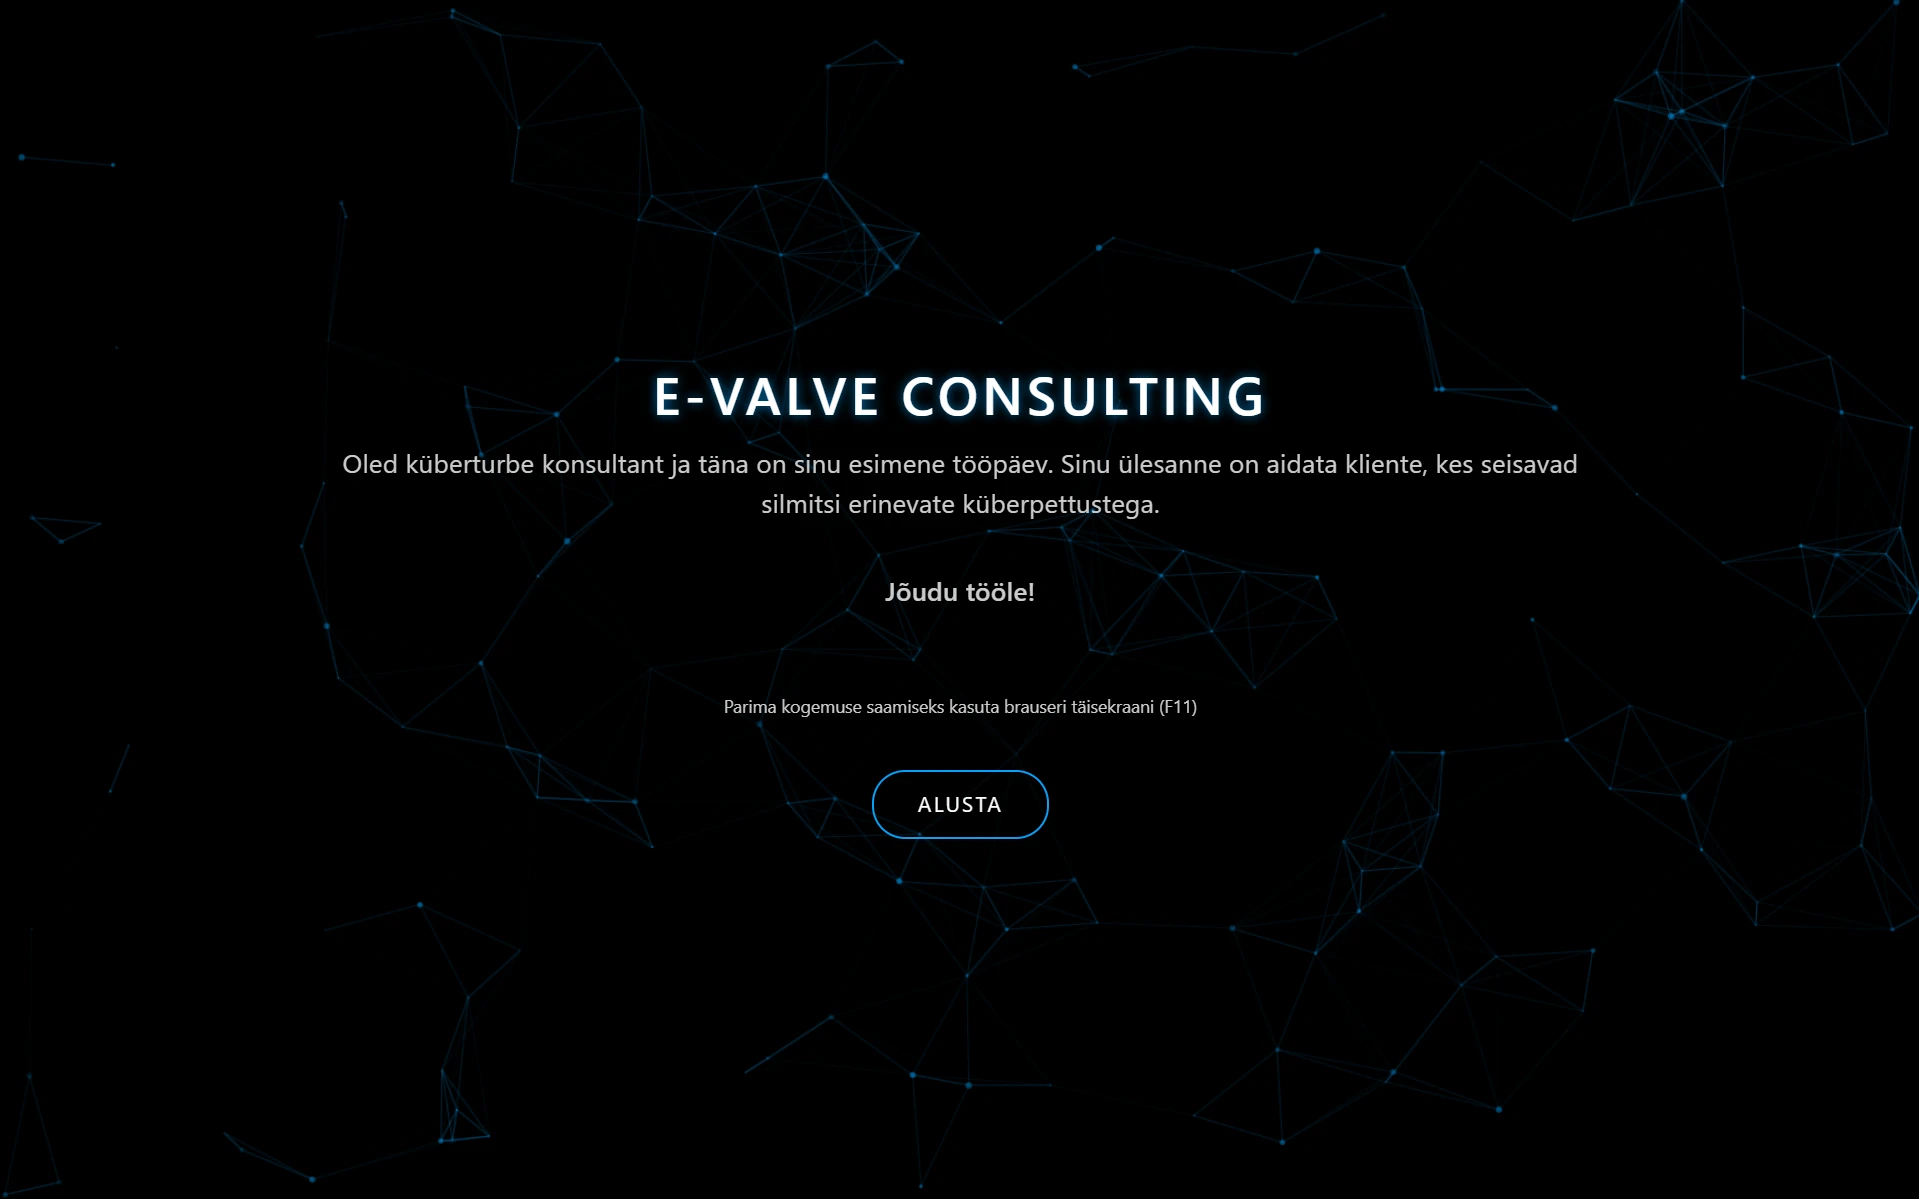 E-VALVE CONSULTING
Oled küberturbe konsultant ja täna on sinu esimene tööpäev. Sinu ülesanne on aidata kliente, kes seisavad
silmitsi erinevate küberpettustega.
Jõudu tööle!
Parima kogemuse saamiseks kasuta brauseri täisekraani (F11)
ALUSTA